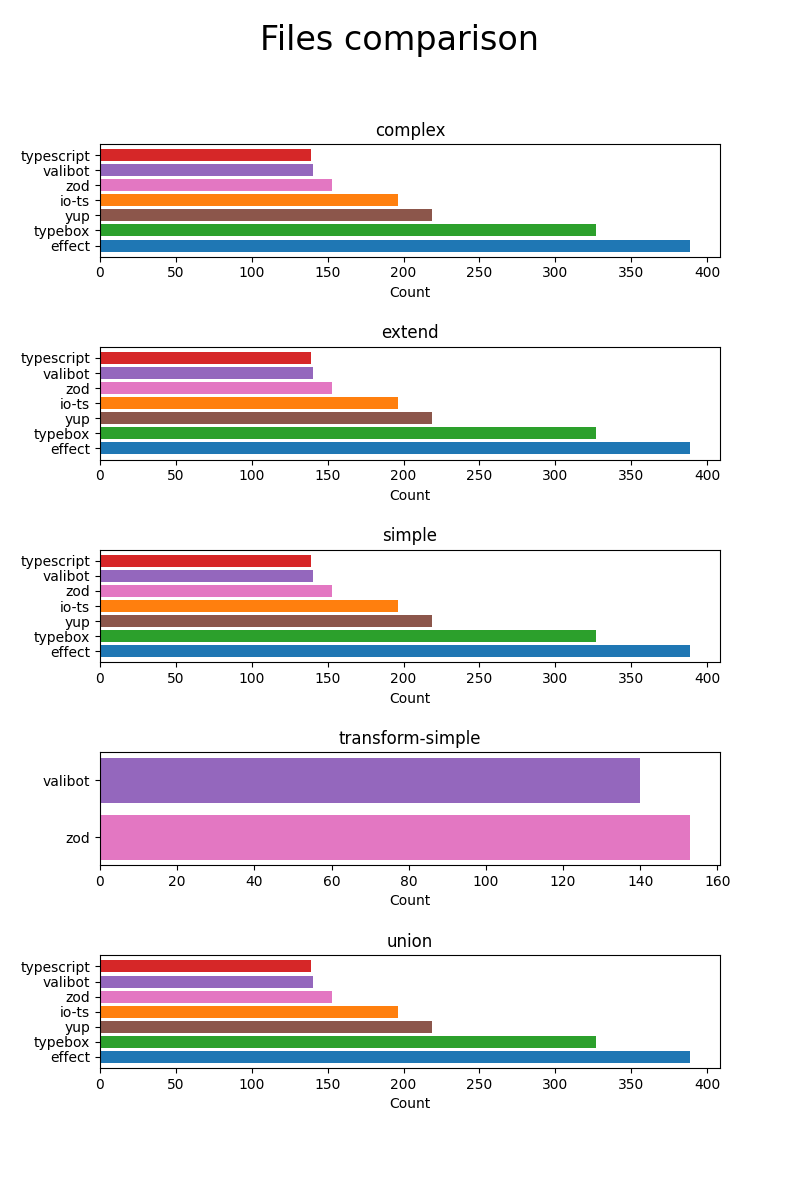 Files comparison
complex
typescript
valibot
zod
io-ts
yup
typebox
effect
0 50 100 150 200 250 300 350 400
Count
extend
typescript
valibot
zod
io-ts
yup
typebox
effect
0 50 100 150 200 250 300 350 400
Count
simple
typescript
valibot
zod
io-ts
yup
typebox
effect
0 50 100 150 200 250 300 350 400
Count
transform-simple
valibot
zod
0 20 40 60 80 100 120 140 160
Count
union
typescript
valibot
zod
io-ts
yup
typebox
effect
0 50 100 150 200 250 300 350 400
Count